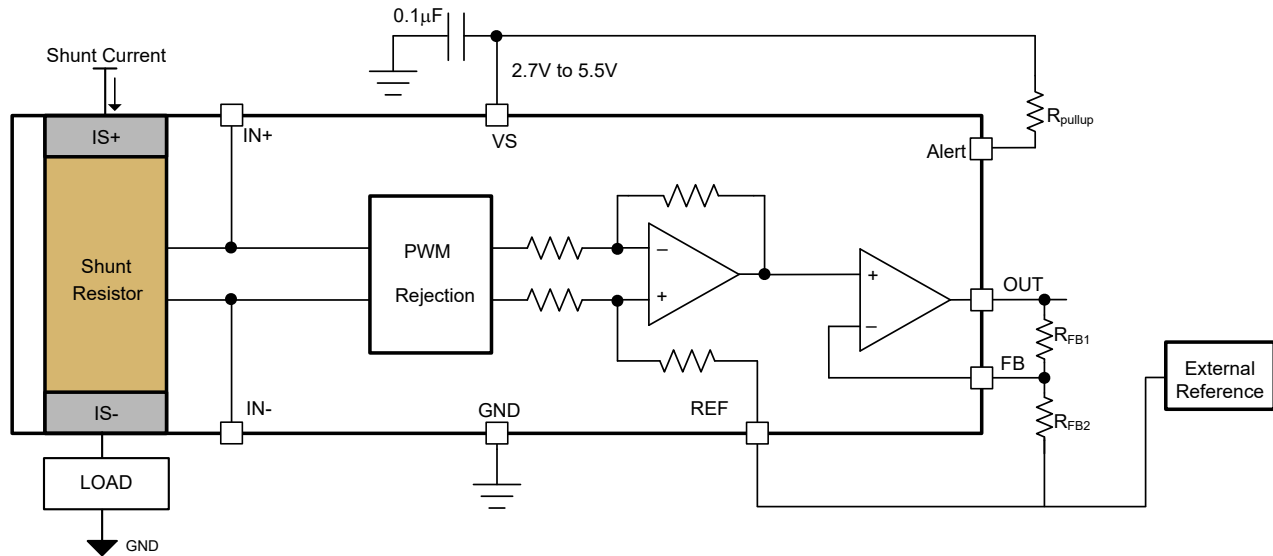 0.1µF
Shunt Current
2.7V to 5.5V
Rpullup
IS+
IN+
VS
Alert
Shunt
Resistor
PWM
Rejection
−
+
+
−
OUT
RFB1
FB
External
Reference
IS-
IN-
GND
REF
RFB2
LOAD
GND